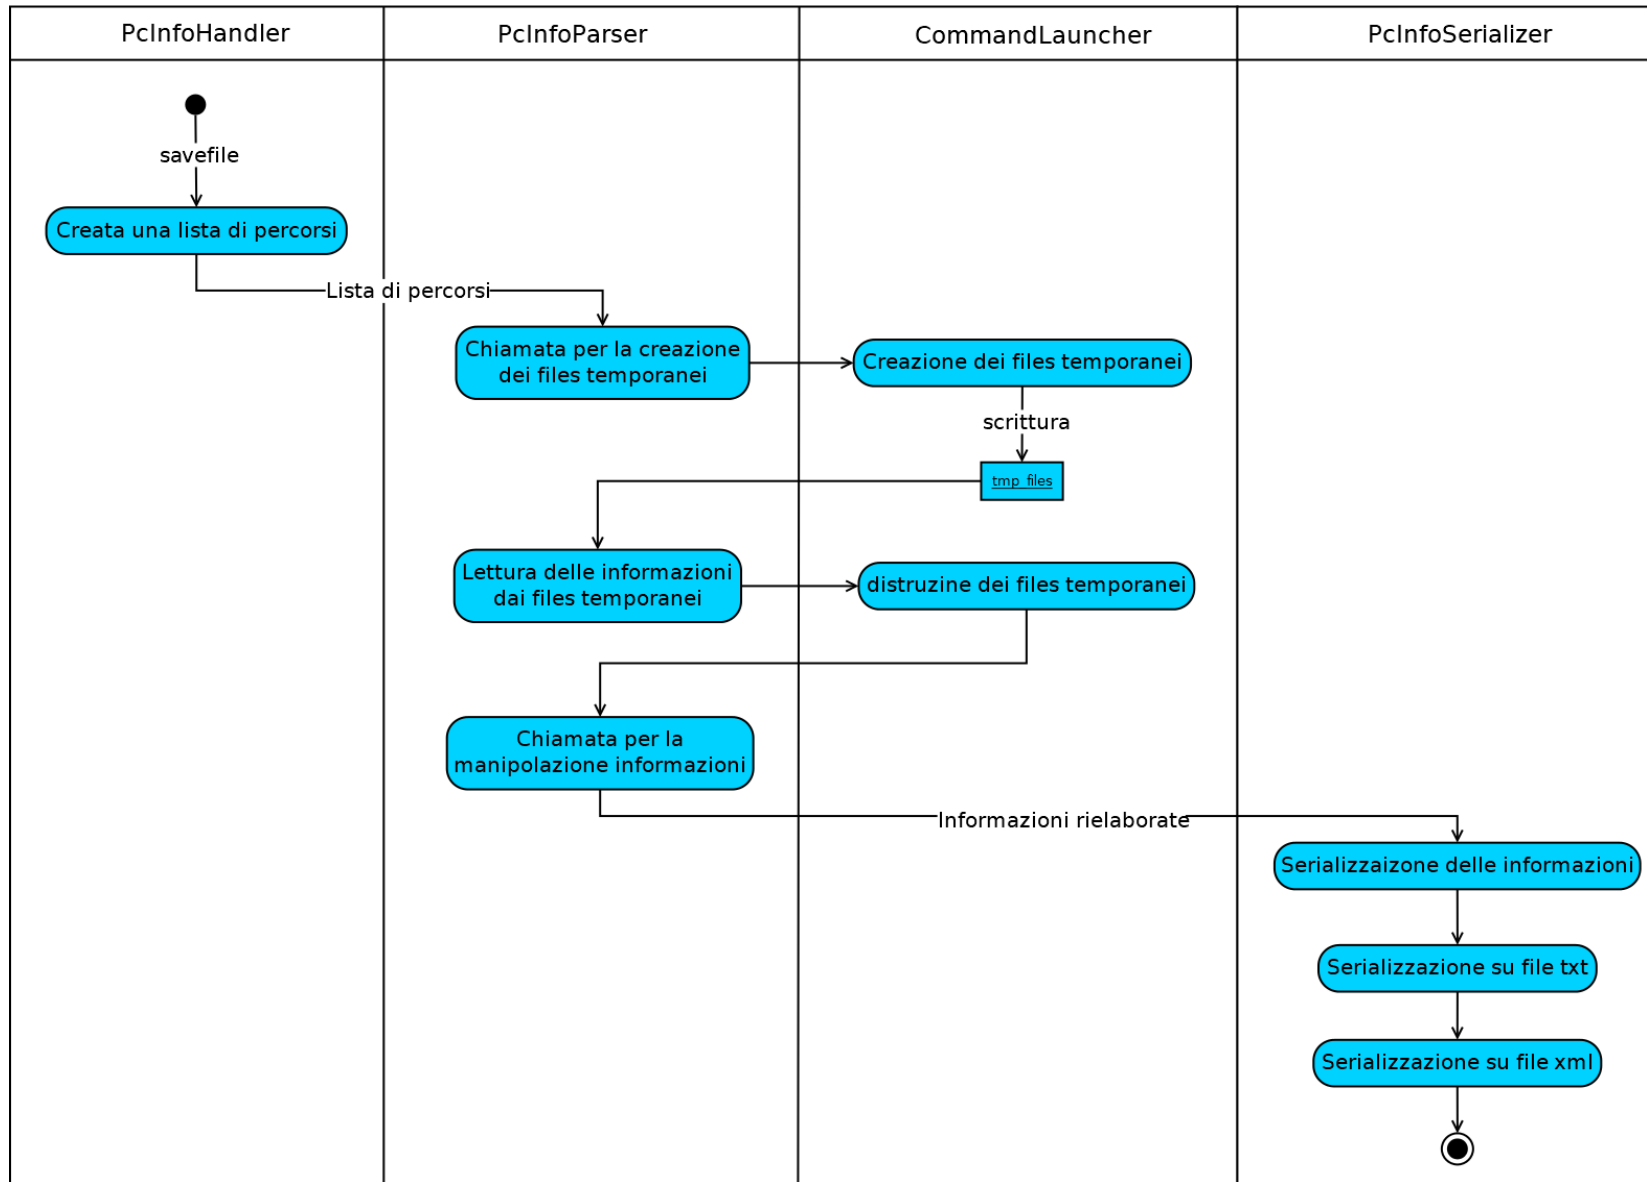 PcInfoHandler
PcInfoParser
CommandLauncher
PcInfoSerializer
savefile
Creata una lista di percorsi
Lista di percorsi
Chiamata per la creazione
dei files temporanei
Creazione dei files temporanei
scrittura
tmp_files
Lettura delle informazioni
dai files temporanei
distruzine dei files temporanei
Chiamata per la
manipolazione informazioni
Informazioni rielaborate
Serializzaizone delle informazioni
Serializzazione su file txt
Serializzazione su file xml